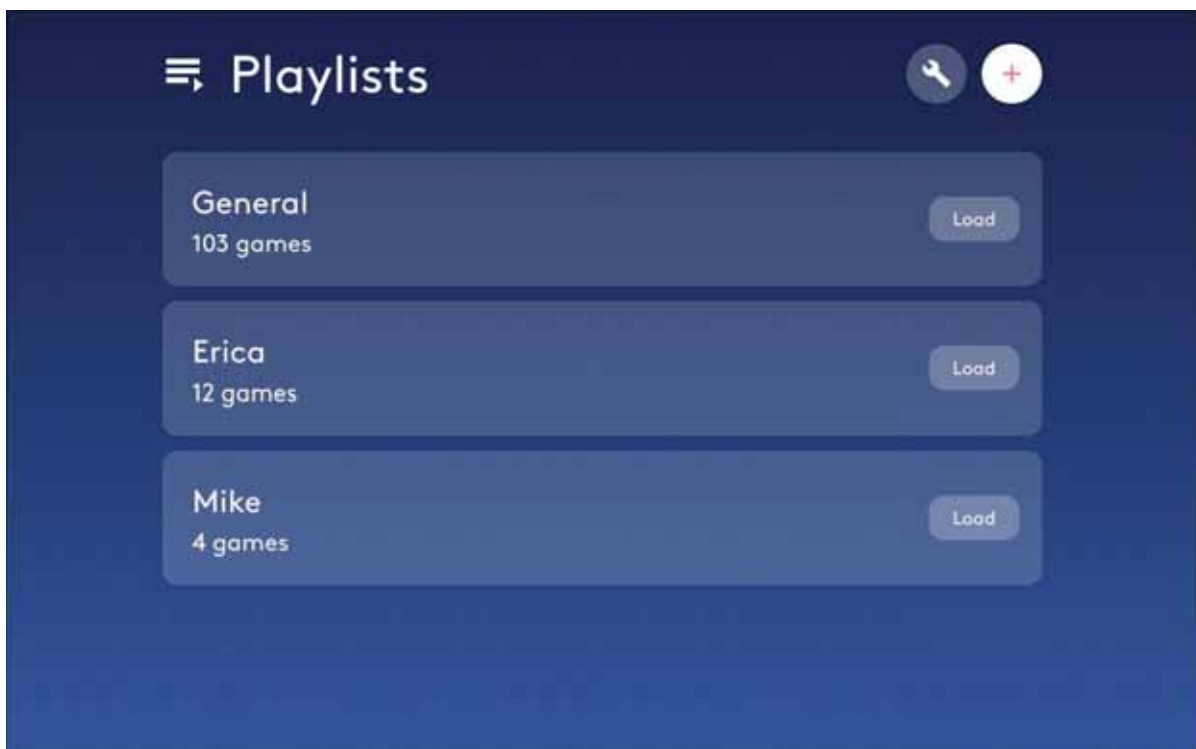 Playlists
General
103 games
Load
Erica
12 games
Load
Mike
4 games
Load